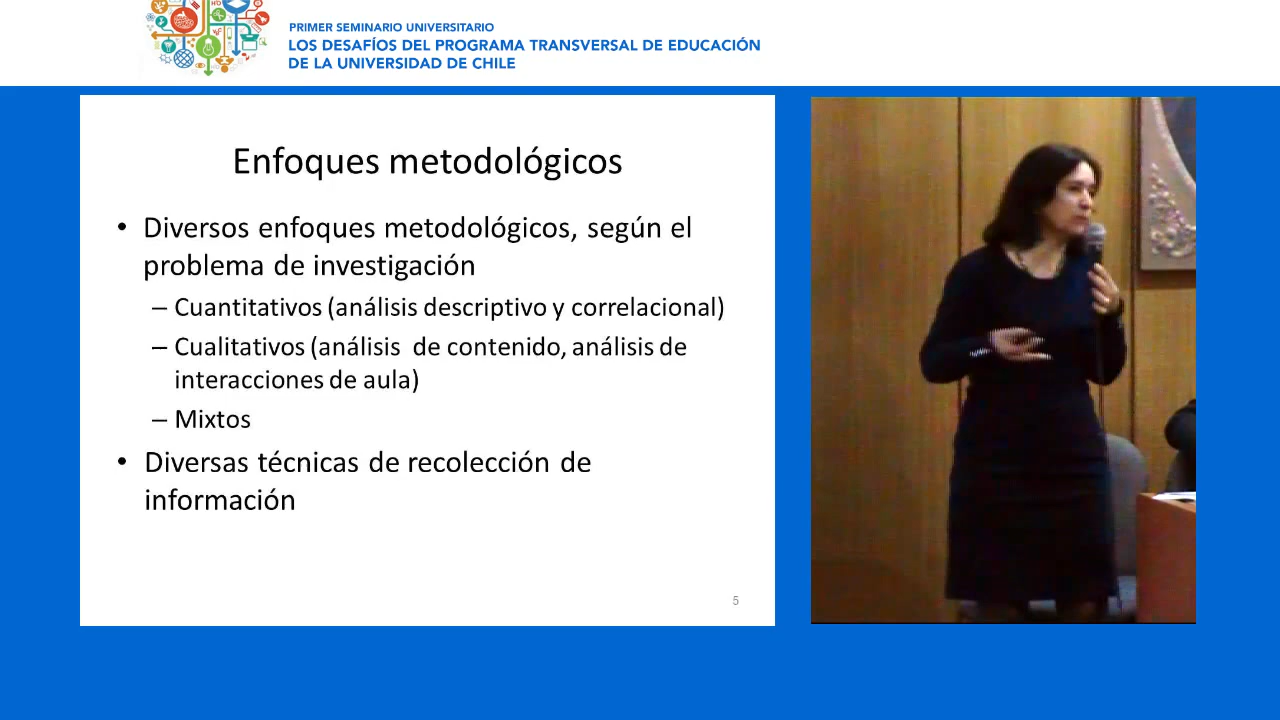 PRIMER SEMINARIO UNIVERSITARIO
LOS DESAFÍOS DEL PROGRAMA TRANSVERSAL DE EDUCACIÓN
DE LA UNIVERSIDAD DE CHILE
Enfoques metodológicos
• Diversos enfoques metodológicos, según el
problema de investigación
– Cuantitativos (análisis descriptivo y correlacional)
– Cualitativos (análisis de contenido, análisis de
interacciones de aula)
– Mixtos
• Diversas técnicas de recolección de
información
5